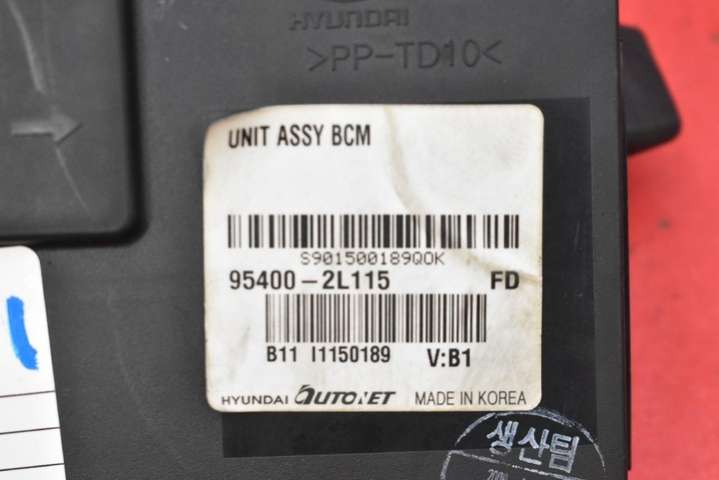 HYUNDAI
>PP-TD10<
UNIT ASSY BCM
S901500189QOK
95400-2L115 FD
B11 I1150189 V:B1
HYUNDAI AUTONET MADE IN KOREA
생산팀